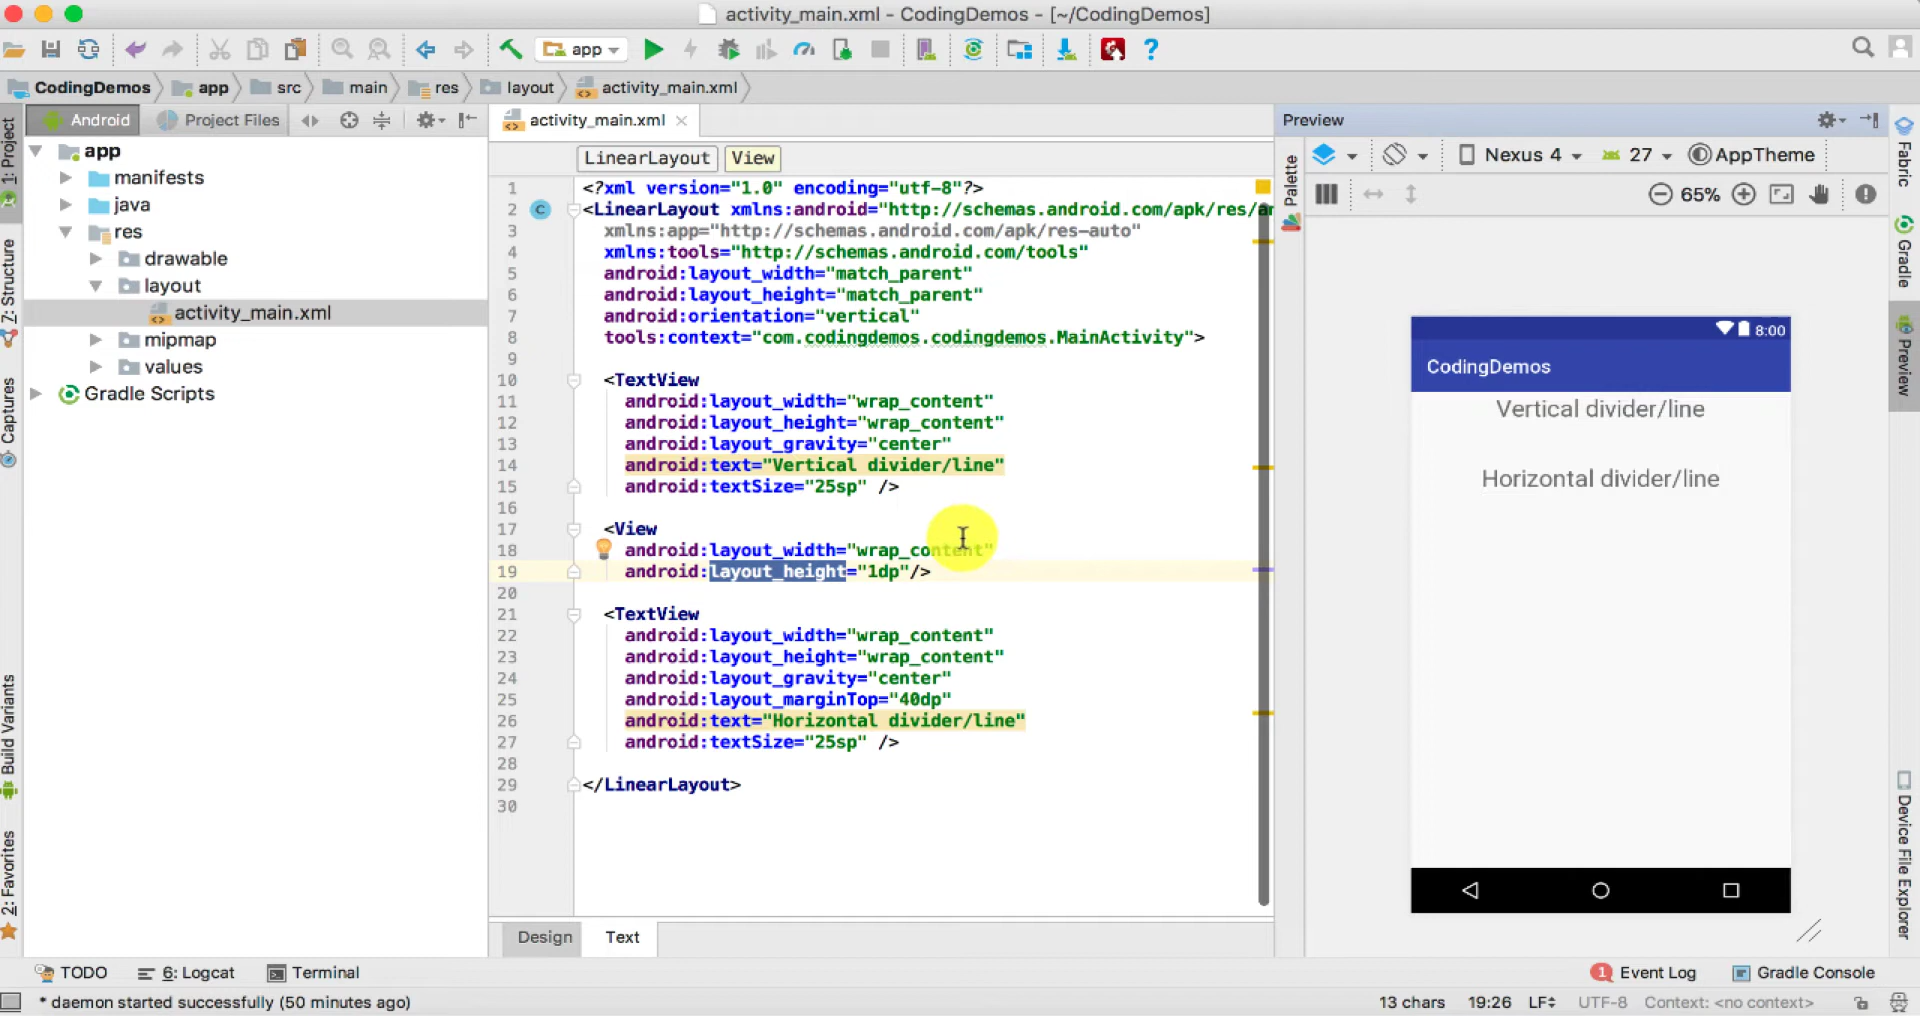 activity_main.xml - CodingDemos - [~/CodingDemos]
app
CodingDemos app src main res layout activity_main.xml
Android Project Files
activity_main.xml
Preview
1: Project
Z: Structure
Captures
Build Variants
2: Favorites
app
manifests
java
res
drawable
layout
activity_main.xml
mipmap
values
Gradle Scripts
LinearLayout View
1 <?xml version="1.0" encoding="utf-8"?>
2 C <LinearLayout xmlns:android="http://schemas.android.com/apk/res/an
3 xmlns:app="http://schemas.android.com/apk/res-auto"
4 xmlns:tools="http://schemas.android.com/tools"
5 android:layout_width="match_parent"
6 android:layout_height="match_parent"
7 android:orientation="vertical"
8 tools:context="com.codingdemos.codingdemos.MainActivity">
9
10 <TextView
11 android:layout_width="wrap_content"
12 android:layout_height="wrap_content"
13 android:layout_gravity="center"
14 android:text="Vertical divider/line"
15 android:textSize="25sp" />
16
17 <View
18 android:layout_width="wrap_content"
19 android:layout_height="1dp"/>
20
21 <TextView
22 android:layout_width="wrap_content"
23 android:layout_height="wrap_content"
24 android:layout_gravity="center"
25 android:layout_marginTop="40dp"
26 android:text="Horizontal divider/line"
27 android:textSize="25sp" />
28
29 </LinearLayout>
30
Design Text
Palette
Nexus 4 27 AppTheme
65%
8:00
CodingDemos
Vertical divider/line
Horizontal divider/line
Fabric
Gradle
Preview
Device File Explorer
TODO 6: Logcat Terminal
1 Event Log Gradle Console
* daemon started successfully (50 minutes ago)
13 chars 19:26 LF UTF-8 Context: <no context>